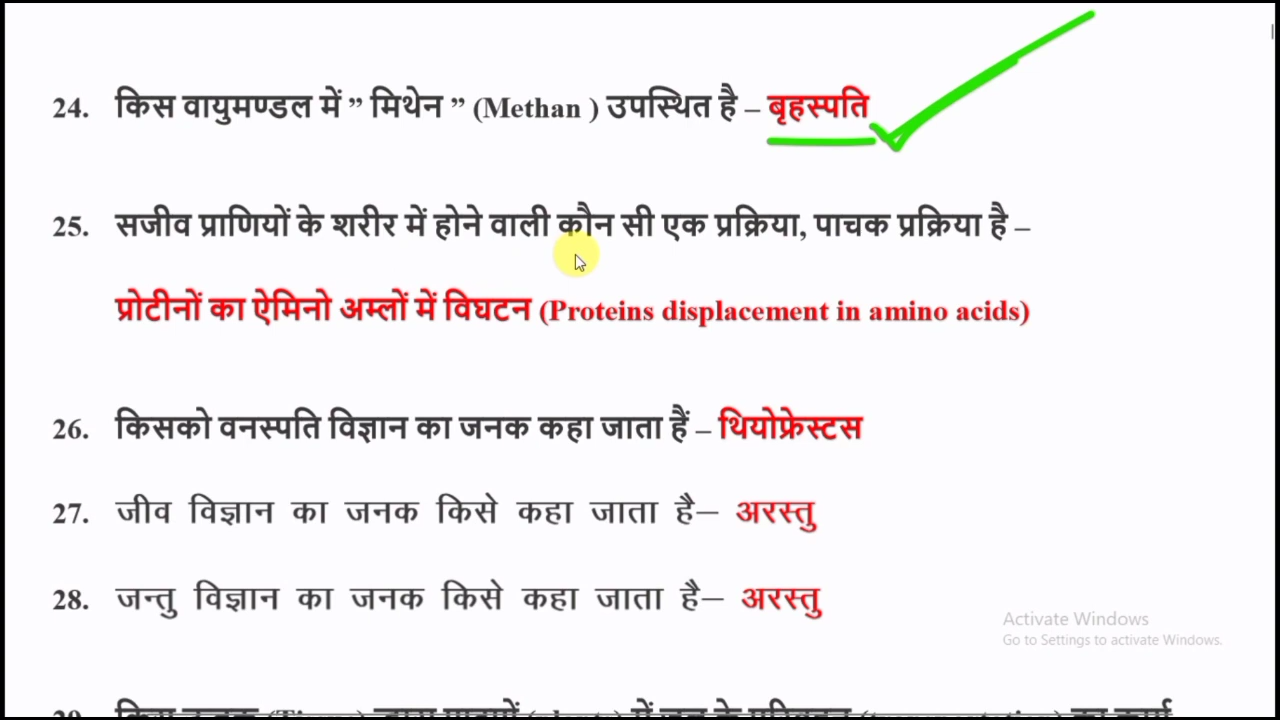 24. किस वायुमण्डल में ” मिथेन ” (Methan ) उपस्थित है – बृहस्पति
25. सजीव प्राणियों के शरीर में होने वाली कौन सी एक प्रक्रिया, पाचक प्रक्रिया है –
प्रोटीनों का ऐमिनो अम्लों में विघटन (Proteins displacement in amino acids)
26. किसको वनस्पति विज्ञान का जनक कहा जाता हैं – थियोफ्रेस्टस
27. जीव विज्ञान का जनक किसे कहा जाता है– अरस्तु
28. जन्तु विज्ञान का जनक किसे कहा जाता है– अरस्तु
Activate Windows
Go to Settings to activate Windows.